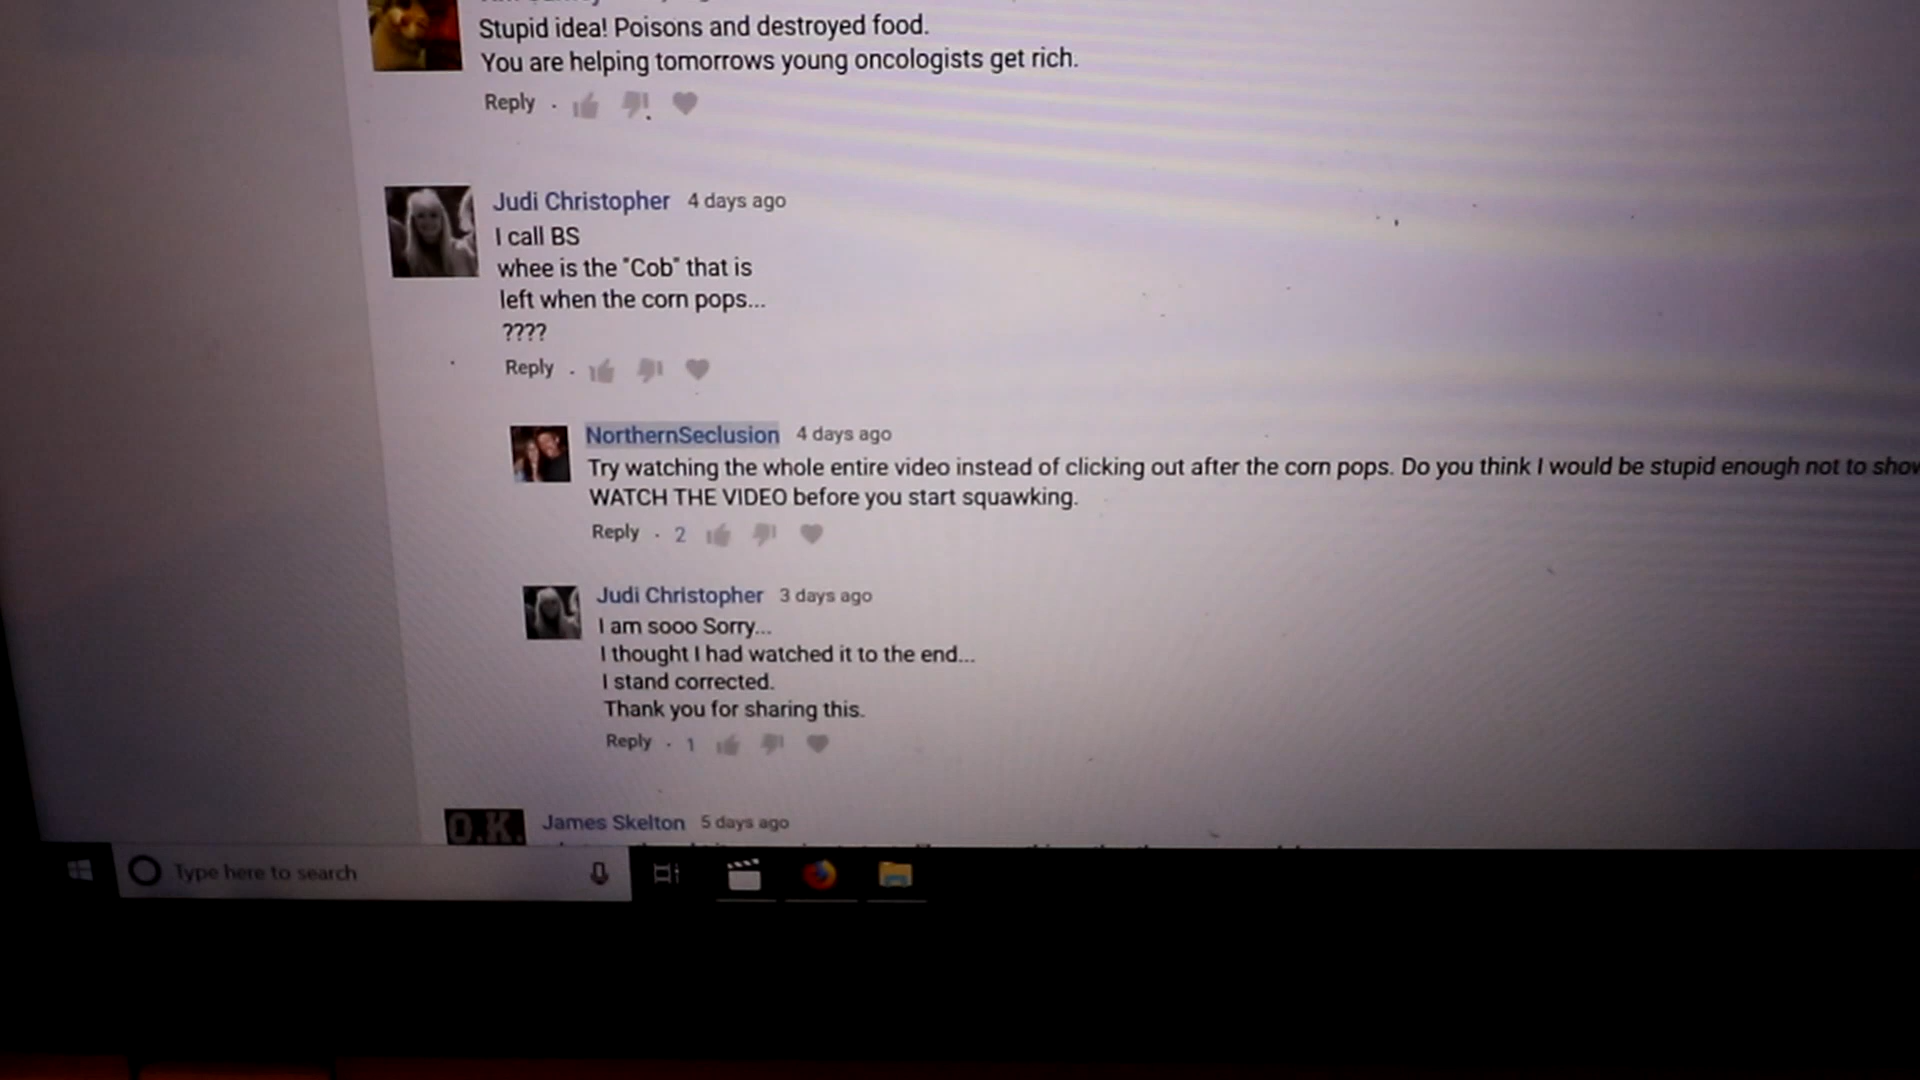 Stupid idea! Poisons and destroyed food.
You are helping tomorrows young oncologists get rich.
Reply
Judi Christopher 4 days ago
I call BS
whee is the "Cob" that is
left when the corn pops...
????
Reply
NorthernSeclusion 4 days ago
Try watching the whole entire video instead of clicking out after the corn pops. Do you think I would be stupid enough not to show
WATCH THE VIDEO before you start squawking.
Reply · 2
Judi Christopher 3 days ago
I am sooo Sorry...
I thought I had watched it to the end...
I stand corrected.
Thank you for sharing this.
Reply · 1
O.K. James Skelton 5 days ago
Type here to search